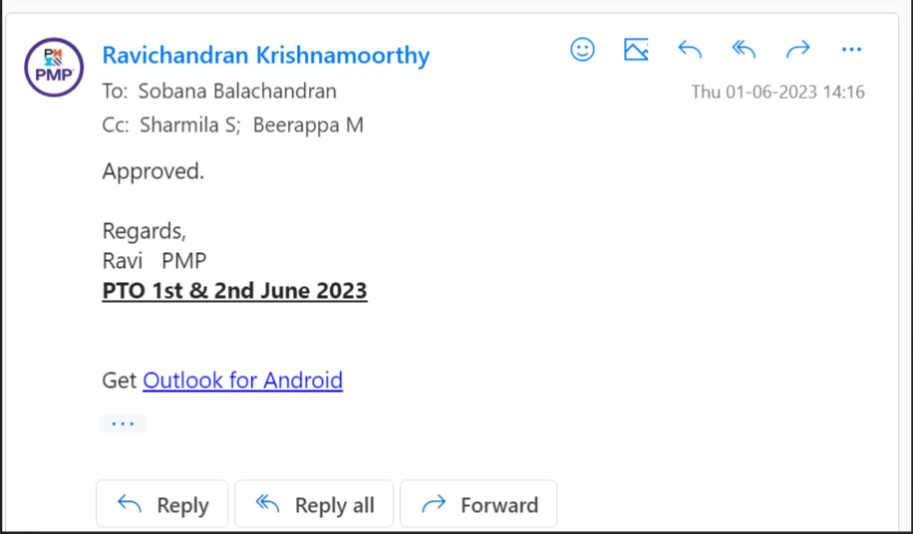 PMP
Ravichandran Krishnamoorthy
To: Sobana Balachandran
Thu 01-06-2023 14:16
Cc: Sharmila S; Beerappa M
Approved.
Regards,
Ravi PMP
PTO 1st & 2nd June 2023
Get Outlook for Android
Reply
Reply all
Forward